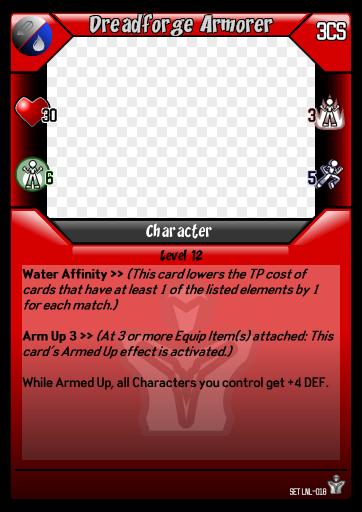 Dreadforge Armorer
3CS
30
3
6
5
Character
Level 12
Water Affinity >> (This card lowers the TP cost of
cards that have at least 1 of the listed elements by 1
for each match.)
Arm Up 3 >> (At 3 or more Equip Item(s) attached: This
card's Armed Up effect is activated.)
While Armed Up, all Characters you control get +4 DEF.
SET LNL-018